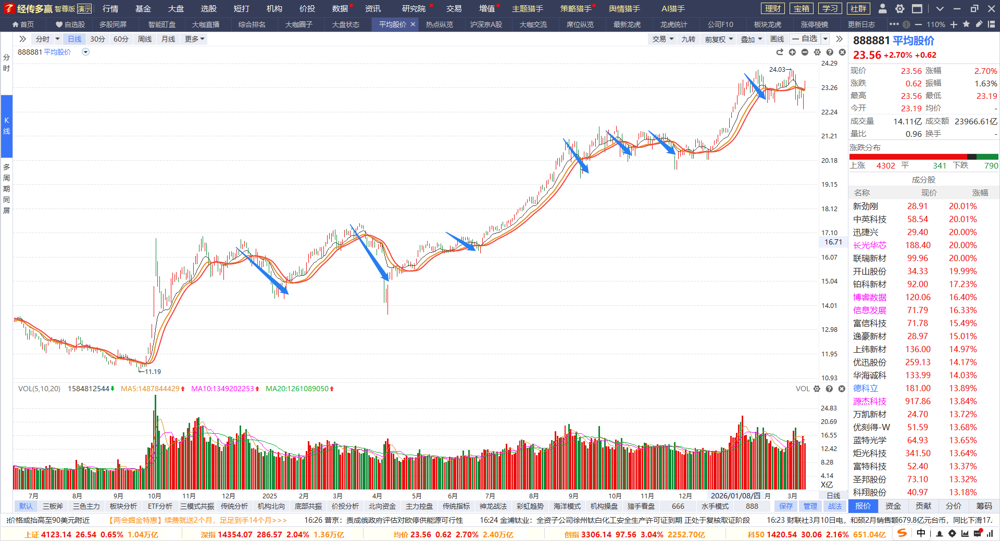 经传多赢 智尊版 演示 行情 基金 大盘 选股 短打 机构 价投 数据 资讯 研究院 交易 增值 主题猎手 策略猎手 舆情猎手 AI猎手 理财 宝箱 学习 社群
首页 自选股 多股同屏 智能盯盘 大咖直播 综合排名 大咖圈子 大盘状态 平均股价 热点纵览 沪深京A股 大咖交流 席位纵览 最新龙虎 龙虎统计 公司F10 板块龙虎 涨停棱镜 更新日志 110%
分时 日线 30分 60分 周线 月线 更多 交易 九转 前复权 叠加 画线 自选
888881 平均股价
分时
K线
多周期同屏
24.29
23.26
22.24
21.21
20.18
19.15
18.12
17.10
16.71
16.07
15.04
14.01
12.98
11.95
10.93
24.03→
←11.19
VOL(5,10,20) 1584812544 MA5:1487844429 MA10:1349202253 MA20:1261089050 VOL
24.83
20.69
16.55
12.42
8.28
4.14
X亿
7月 8月 9月 10月 11月 12月 2025 2月 3月 4月 5月 6月 7月 8月 9月 10月 11月 12月 2026/01/08/四 月 3月 日线
默认 三板斧 三色主力 板块分析 ETF分析 三模式共振 传统分析 机构北向 底部共振 价投分析 北向资金 主力控盘 传统指标 神龙战法 彩虹趋势 海洋模式 机构操盘 猎手看盘 666 水手模式 888 保存 管理 战法
888881 平均股价
23.56 +2.70% +0.62
现价 23.56 涨幅 2.70%
涨跌 0.62 振幅 1.63%
最高 23.56 最低 23.19
今开 23.19 均价 -
成交量 14.11亿 成交额 23966.61亿
量比 0.96 换手 -
涨跌分布
上涨 4302 平 341 下跌 790
成分股
名称 现价 涨幅
新劲刚 28.91 20.01%
中英科技 58.54 20.01%
迅捷兴 29.40 20.00%
长光华芯 188.40 20.00%
联瑞新材 99.96 20.00%
开山股份 34.33 19.99%
铂科新材 92.00 17.23%
博睿数据 120.06 16.40%
信息发展 71.79 16.33%
富信科技 71.78 15.49%
逸豪新材 28.97 15.01%
上纬新材 136.00 14.97%
优迅股份 259.13 14.17%
华海诚科 133.99 14.03%
德科立 181.00 13.89%
源杰科技 917.86 13.84%
万凯新材 24.70 13.72%
优刻得-W 51.59 13.68%
蓝特光学 64.93 13.65%
炬光科技 341.50 13.64%
富特科技 52.40 13.37%
圣邦股份 73.10 13.32%
科翔股份 40.97 13.18%
报价 资金 贡献 分价 筹码
价格或抬高至90美元附近 【两会掘金特惠】续费就送2个月，足足到手14个月>>> 16:26 普京：责成俄政府评估对欧停供能源可行性 16:24 金浦钛业：全资子公司徐州钛白化工安全生产许可证到期 正处于复核取证阶段 16:23 财联社3月10日电，和硕2月销售额679.8亿元台币，同比下滑17.
上证 4123.14 26.54 0.65% 1.04万亿 深指 14354.07 286.57 2.04% 1.36万亿 均价 23.56 0.62 2.70% 2.40万亿 创指 3306.14 97.56 3.04% 2252.70亿 科50 1420.54 30.06 2.16% 651.04亿 中